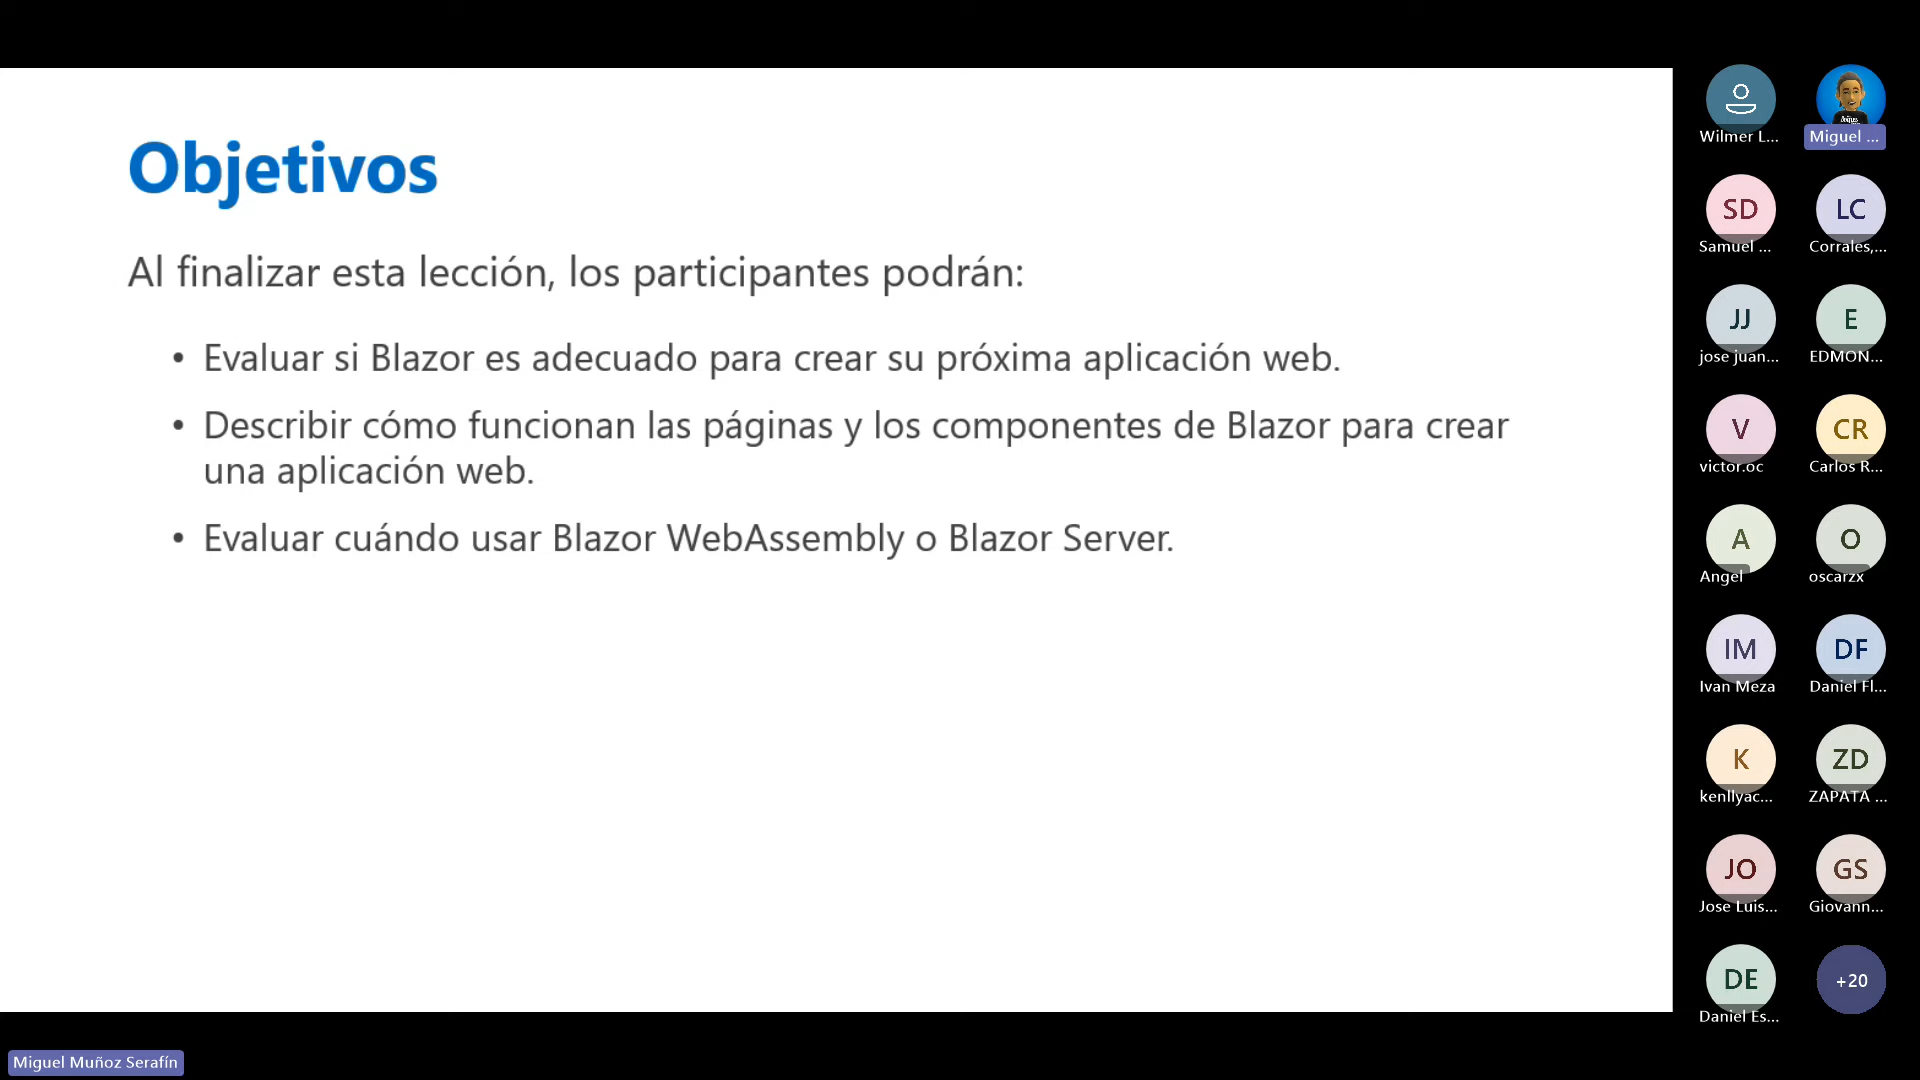 Objetivos
Al finalizar esta lección, los participantes podrán:
• Evaluar si Blazor es adecuado para crear su próxima aplicación web.
• Describir cómo funcionan las páginas y los componentes de Blazor para crear
una aplicación web.
• Evaluar cuándo usar Blazor WebAssembly o Blazor Server.
Wilmer L...
Miguel ...
SD
Samuel ...
LC
Corrales,...
JJ
jose juan...
E
EDMON...
V
victor.oc
CR
Carlos R...
A
Angel
O
oscarzx
IM
Ivan Meza
DF
Daniel Fl...
K
kenllyac...
ZD
ZAPATA ...
JO
Jose Luis...
GS
Giovann...
DE
Daniel Es...
+20
Miguel Muñoz Serafín